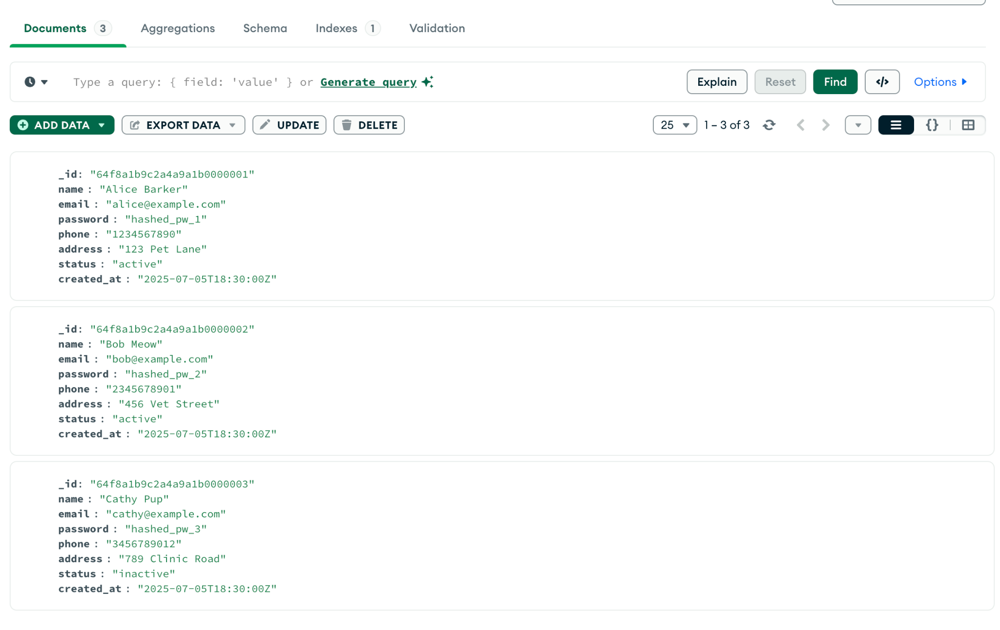 Documents 3 Aggregations Schema Indexes 1 Validation
Type a query: { field: 'value' } or Generate query Explain Reset Find </> Options
ADD DATA EXPORT DATA UPDATE DELETE 25 1 – 3 of 3 {}
_id: "64f8a1b9c2a4a9a1b0000001"
name : "Alice Barker"
email : "alice@example.com"
password : "hashed_pw_1"
phone : "1234567890"
address : "123 Pet Lane"
status : "active"
created_at : "2025-07-05T18:30:00Z"
_id: "64f8a1b9c2a4a9a1b0000002"
name : "Bob Meow"
email : "bob@example.com"
password : "hashed_pw_2"
phone : "2345678901"
address : "456 Vet Street"
status : "active"
created_at : "2025-07-05T18:30:00Z"
_id: "64f8a1b9c2a4a9a1b0000003"
name : "Cathy Pup"
email : "cathy@example.com"
password : "hashed_pw_3"
phone : "3456789012"
address : "789 Clinic Road"
status : "inactive"
created_at : "2025-07-05T18:30:00Z"